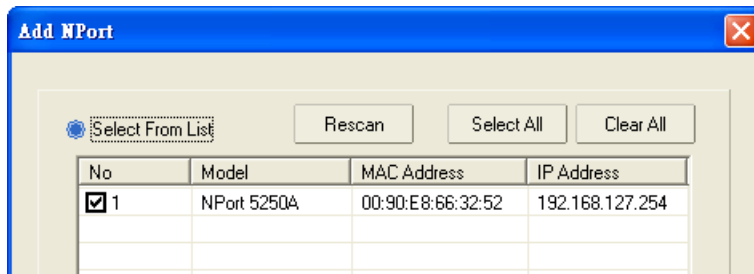 Add NPort
Select From List Rescan Select All Clear All
No Model MAC Address IP Address
1 NPort 5250A 00:90:E8:66:32:52 192.168.127.254